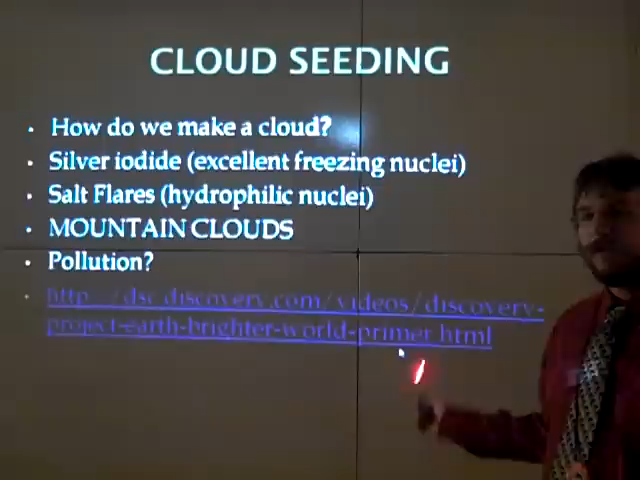 CLOUD SEEDING
• How do we make a cloud?
• Silver iodide (excellent freezing nuclei)
• Salt Flares (hydrophilic nuclei)
• MOUNTAIN CLOUDS
• Pollution?
• http://dsc.discovery.com/videos/discovery-
project-earth-brighter-world-primer.html